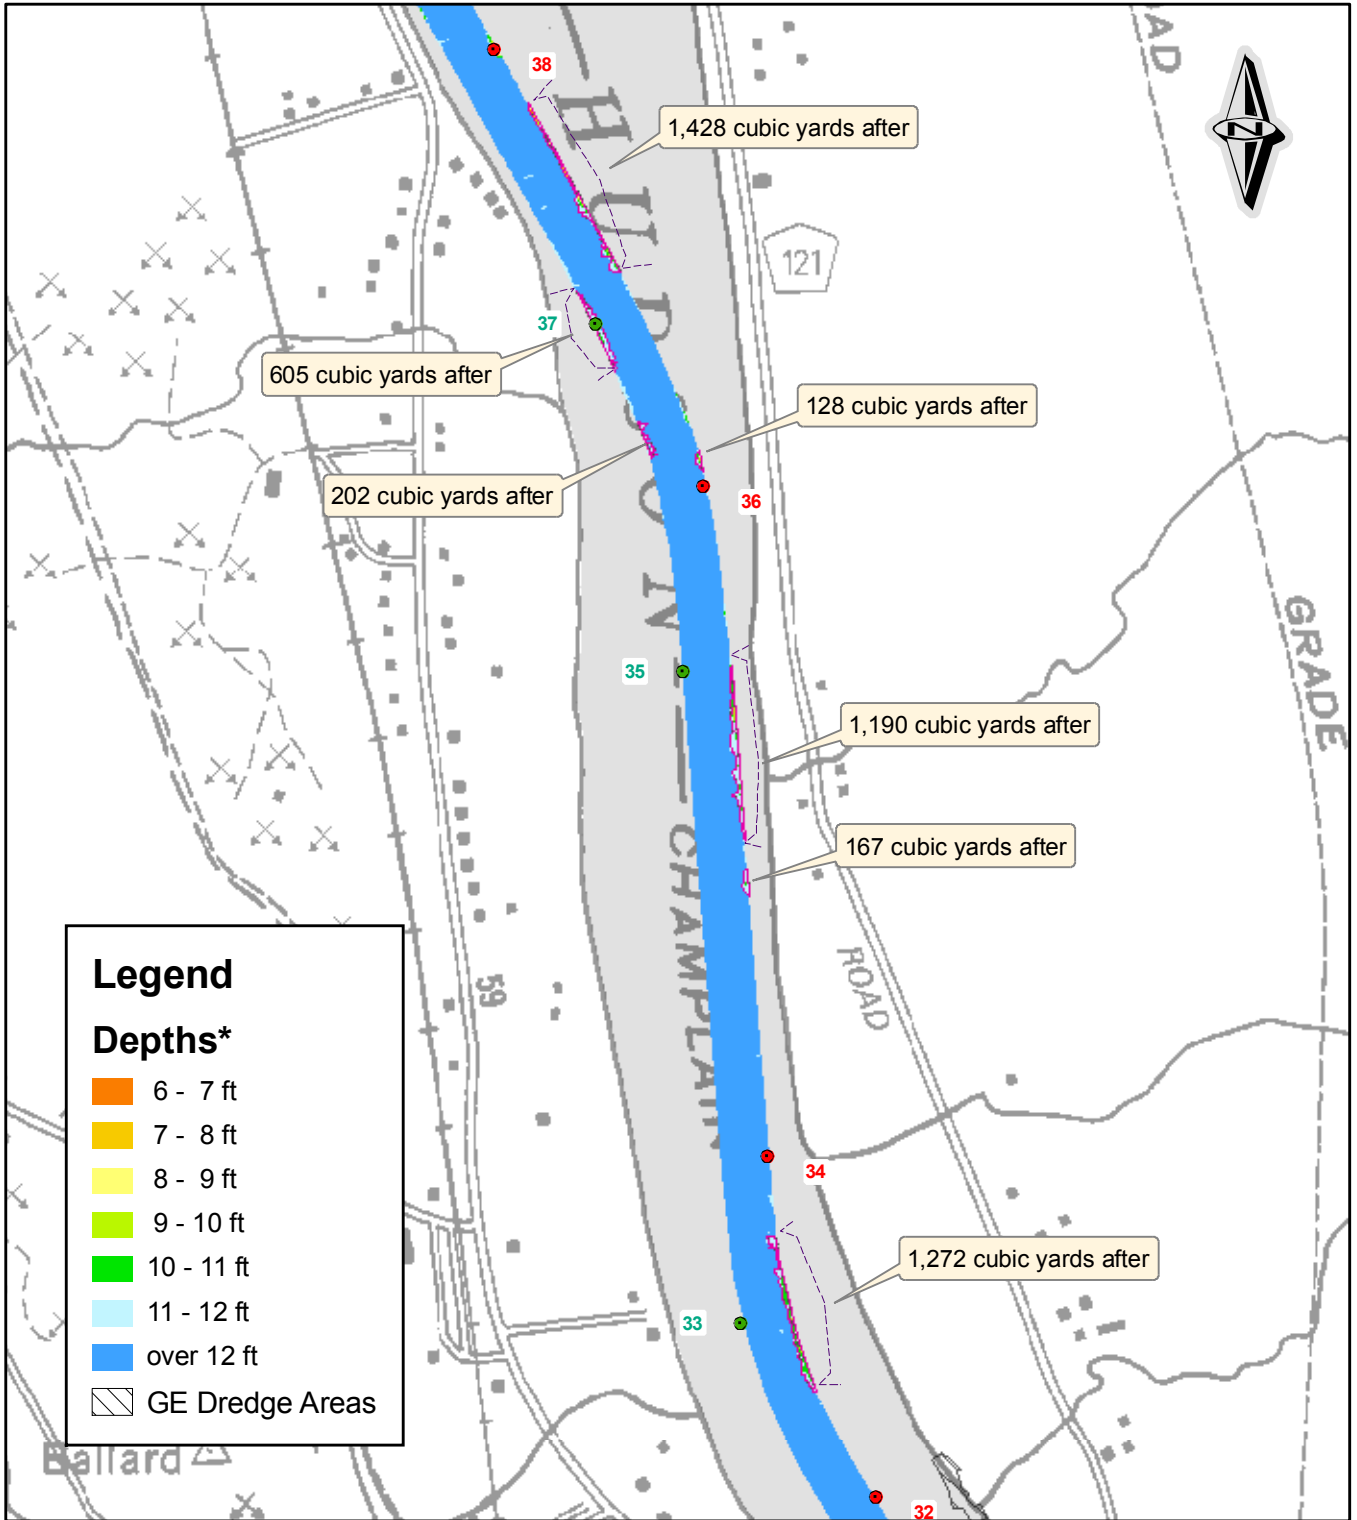 ROAD
38
HUDSON — CHAMPLAIN
1,428 cubic yards after
N
121
37
605 cubic yards after
128 cubic yards after
202 cubic yards after
36
GRADE
35
1,190 cubic yards after
167 cubic yards after
59
ROAD
34
1,272 cubic yards after
33
32
Legend
Depths*
6 - 7 ft
7 - 8 ft
8 - 9 ft
9 - 10 ft
10 - 11 ft
11 - 12 ft
over 12 ft
GE Dredge Areas
Ballard